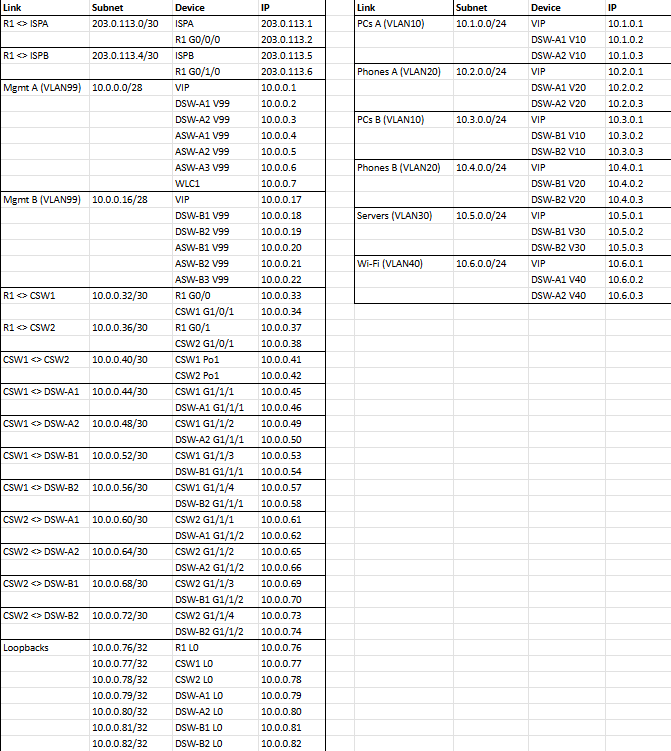 Link Subnet Device IP
R1 <> ISPA 203.0.113.0/30 ISPA 203.0.113.1
R1 G0/0/0 203.0.113.2
R1 <> ISPB 203.0.113.4/30 ISPB 203.0.113.5
R1 G0/1/0 203.0.113.6
Mgmt A (VLAN99) 10.0.0.0/28 VIP 10.0.0.1
DSW-A1 V99 10.0.0.2
DSW-A2 V99 10.0.0.3
ASW-A1 V99 10.0.0.4
ASW-A2 V99 10.0.0.5
ASW-A3 V99 10.0.0.6
WLC1 10.0.0.7
Mgmt B (VLAN99) 10.0.0.16/28 VIP 10.0.0.17
DSW-B1 V99 10.0.0.18
DSW-B2 V99 10.0.0.19
ASW-B1 V99 10.0.0.20
ASW-B2 V99 10.0.0.21
ASW-B3 V99 10.0.0.22
R1 <> CSW1 10.0.0.32/30 R1 G0/0 10.0.0.33
CSW1 G1/0/1 10.0.0.34
R1 <> CSW2 10.0.0.36/30 R1 G0/1 10.0.0.37
CSW2 G1/0/1 10.0.0.38
CSW1 <> CSW2 10.0.0.40/30 CSW1 Po1 10.0.0.41
CSW2 Po1 10.0.0.42
CSW1 <> DSW-A1 10.0.0.44/30 CSW1 G1/1/1 10.0.0.45
DSW-A1 G1/1/1 10.0.0.46
CSW1 <> DSW-A2 10.0.0.48/30 CSW1 G1/1/2 10.0.0.49
DSW-A2 G1/1/1 10.0.0.50
CSW1 <> DSW-B1 10.0.0.52/30 CSW1 G1/1/3 10.0.0.53
DSW-B1 G1/1/1 10.0.0.54
CSW1 <> DSW-B2 10.0.0.56/30 CSW1 G1/1/4 10.0.0.57
DSW-B2 G1/1/1 10.0.0.58
CSW2 <> DSW-A1 10.0.0.60/30 CSW2 G1/1/1 10.0.0.61
DSW-A1 G1/1/2 10.0.0.62
CSW2 <> DSW-A2 10.0.0.64/30 CSW2 G1/1/2 10.0.0.65
DSW-A2 G1/1/2 10.0.0.66
CSW2 <> DSW-B1 10.0.0.68/30 CSW2 G1/1/3 10.0.0.69
DSW-B1 G1/1/2 10.0.0.70
CSW2 <> DSW-B2 10.0.0.72/30 CSW2 G1/1/4 10.0.0.73
DSW-B2 G1/1/2 10.0.0.74
Loopbacks 10.0.0.76/32 R1 L0 10.0.0.76
10.0.0.77/32 CSW1 L0 10.0.0.77
10.0.0.78/32 CSW2 L0 10.0.0.78
10.0.0.79/32 DSW-A1 L0 10.0.0.79
10.0.0.80/32 DSW-A2 L0 10.0.0.80
10.0.0.81/32 DSW-B1 L0 10.0.0.81
10.0.0.82/32 DSW-B2 L0 10.0.0.82
Link Subnet Device IP
PCs A (VLAN10) 10.1.0.0/24 VIP 10.1.0.1
DSW-A1 V10 10.1.0.2
DSW-A2 V10 10.1.0.3
Phones A (VLAN20) 10.2.0.0/24 VIP 10.2.0.1
DSW-A1 V20 10.2.0.2
DSW-A2 V20 10.2.0.3
PCs B (VLAN10) 10.3.0.0/24 VIP 10.3.0.1
DSW-B1 V10 10.3.0.2
DSW-B2 V10 10.3.0.3
Phones B (VLAN20) 10.4.0.0/24 VIP 10.4.0.1
DSW-B1 V20 10.4.0.2
DSW-B2 V20 10.4.0.3
Servers (VLAN30) 10.5.0.0/24 VIP 10.5.0.1
DSW-B1 V30 10.5.0.2
DSW-B2 V30 10.5.0.3
Wi-Fi (VLAN40) 10.6.0.0/24 VIP 10.6.0.1
DSW-A1 V40 10.6.0.2
DSW-A2 V40 10.6.0.3